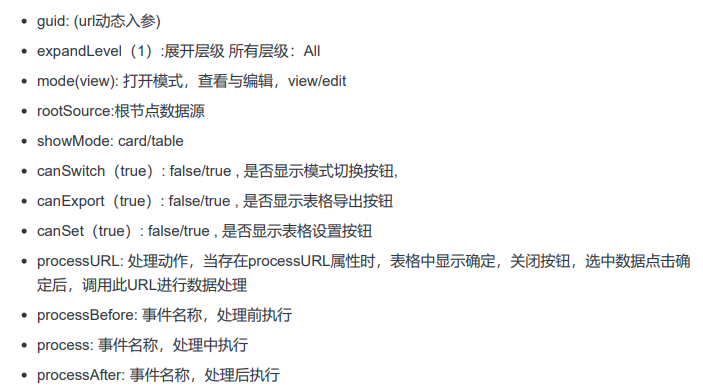 guid: (url动态入参)
expandLevel（1）:展开层级 所有层级：All
mode(view): 打开模式，查看与编辑，view/edit
rootSource:根节点数据源
showMode: card/table
canSwitch（true）: false/true , 是否显示模式切换按钮,
canExport（true）: false/true , 是否显示表格导出按钮
canSet（true）: false/true , 是否显示表格设置按钮
processURL: 处理动作，当存在processURL属性时，表格中显示确定，关闭按钮，选中数据点击确
定后，调用此URL进行数据处理
processBefore: 事件名称，处理前执行
process: 事件名称，处理中执行
processAfter: 事件名称，处理后执行